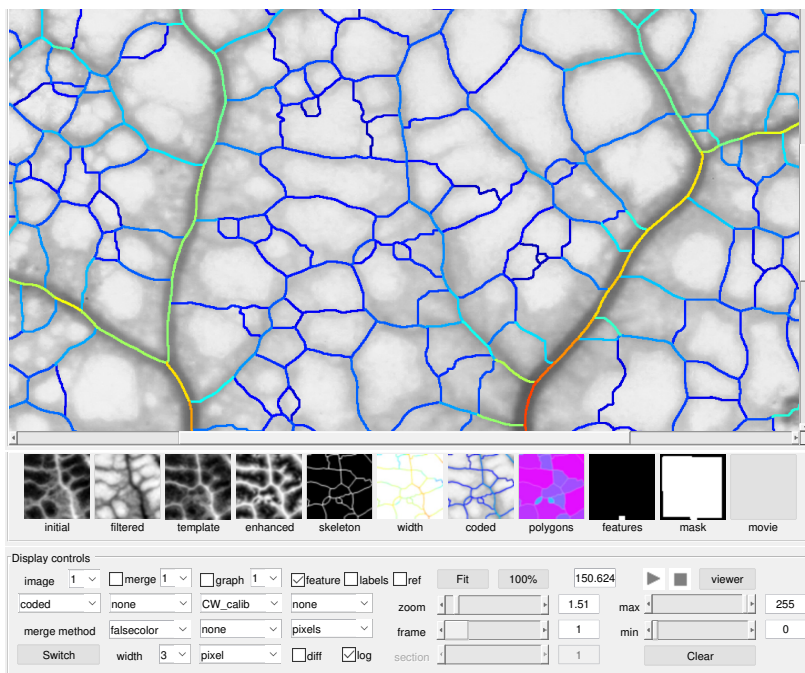 initial filtered template enhanced skeleton width coded polygons features mask movie
Display controls
image 1 merge 1 graph 1 feature labels ref Fit 100% 150.624 viewer
coded none CW_calib none zoom 1.51 max 255
merge method falsecolor none pixels frame 1 min 0
Switch width 3 pixel diff log section 1 Clear